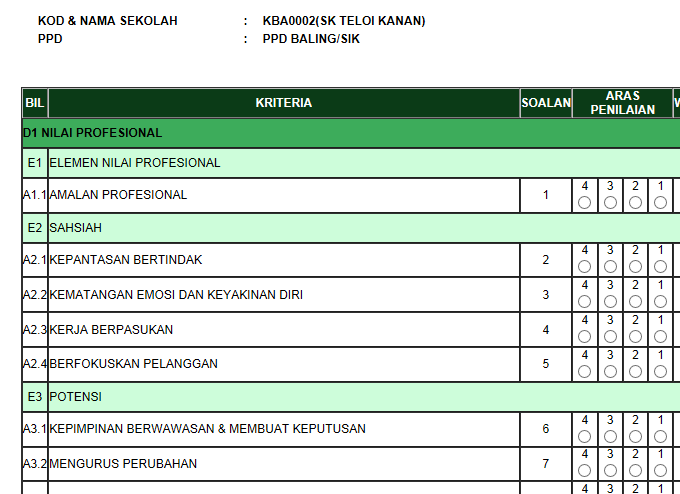 KOD & NAMA SEKOLAH : KBA0002(SK TELOI KANAN)
PPD : PPD BALING/SIK
BIL KRITERIA SOALAN ARAS PENILAIAN
D1 NILAI PROFESIONAL
E1 ELEMEN NILAI PROFESIONAL
A1.1 AMALAN PROFESIONAL 1 4 3 2 1
E2 SAHSIAH
A2.1 KEPANTASAN BERTINDAK 2 4 3 2 1
A2.2 KEMATANGAN EMOSI DAN KEYAKINAN DIRI 3 4 3 2 1
A2.3 KERJA BERPASUKAN 4 4 3 2 1
A2.4 BERFOKUSKAN PELANGGAN 5 4 3 2 1
E3 POTENSI
A3.1 KEPIMPINAN BERWAWASAN & MEMBUAT KEPUTUSAN 6 4 3 2 1
A3.2 MENGURUS PERUBAHAN 7 4 3 2 1
4 3 2 1